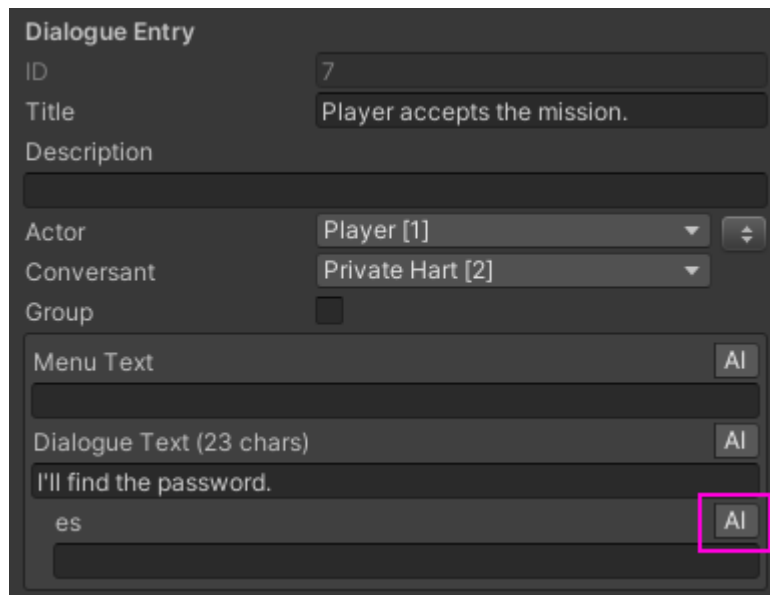 Dialogue Entry
ID 7
Title Player accepts the mission.
Description
Actor Player [1]
Conversant Private Hart [2]
Group
Menu Text AI
Dialogue Text (23 chars) AI
I'll find the password.
es AI